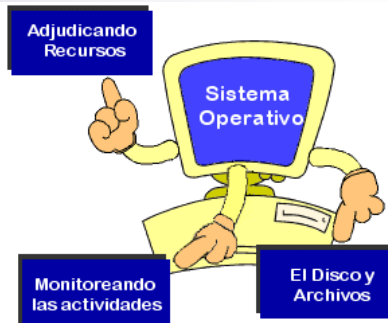 Adjudicando
Recursos
Sistema
Operativo
Monitoreando
las actividades
El Disco y
Archivos